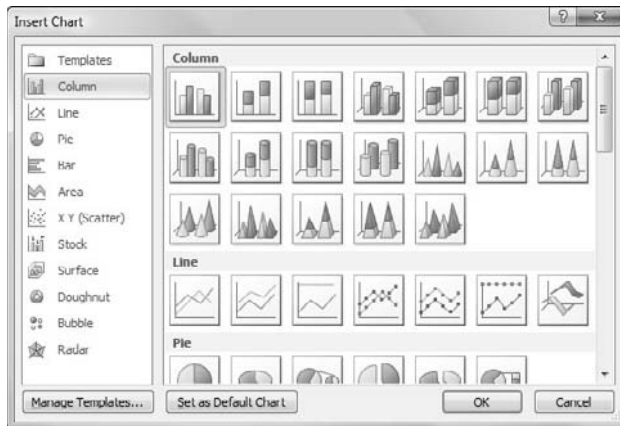 Insert Chart
Templates
Column
Line
Pie
Bar
Area
X Y (Scatter)
Stock
Surface
Doughnut
Bubble
Radar
Column
Line
Pie
Manage Templates...
Set as Default Chart
OK
Cancel